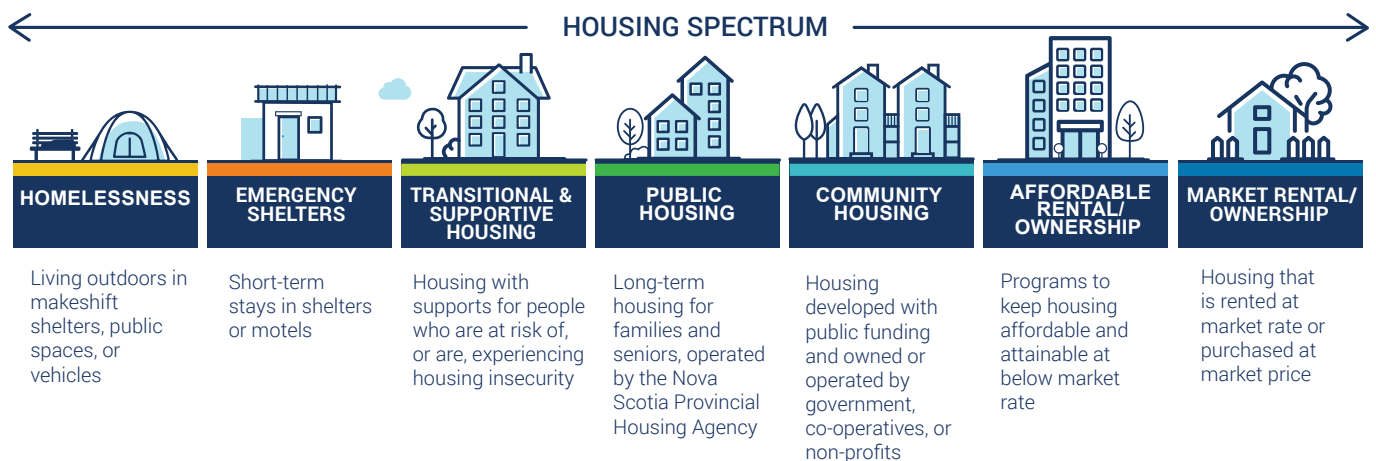 HOUSING SPECTRUM
HOMELESSNESS
Living outdoors in
makeshift
shelters, public
spaces, or
vehicles
EMERGENCY
SHELTERS
Short-term
stays in shelters
or motels
TRANSITIONAL &
SUPPORTIVE
HOUSING
Housing with
supports for people
who are at risk of,
or are, experiencing
housing insecurity
PUBLIC
HOUSING
Long-term
housing for
families and
seniors, operated
by the Nova
Scotia Provincial
Housing Agency
COMMUNITY
HOUSING
Housing
developed with
public funding
and owned or
operated by
government,
co-operatives, or
non-profits
AFFORDABLE
RENTAL/
OWNERSHIP
Programs to
keep housing
affordable and
attainable at
below market
rate
MARKET RENTAL/
OWNERSHIP
Housing that
is rented at
market rate or
purchased at
market price